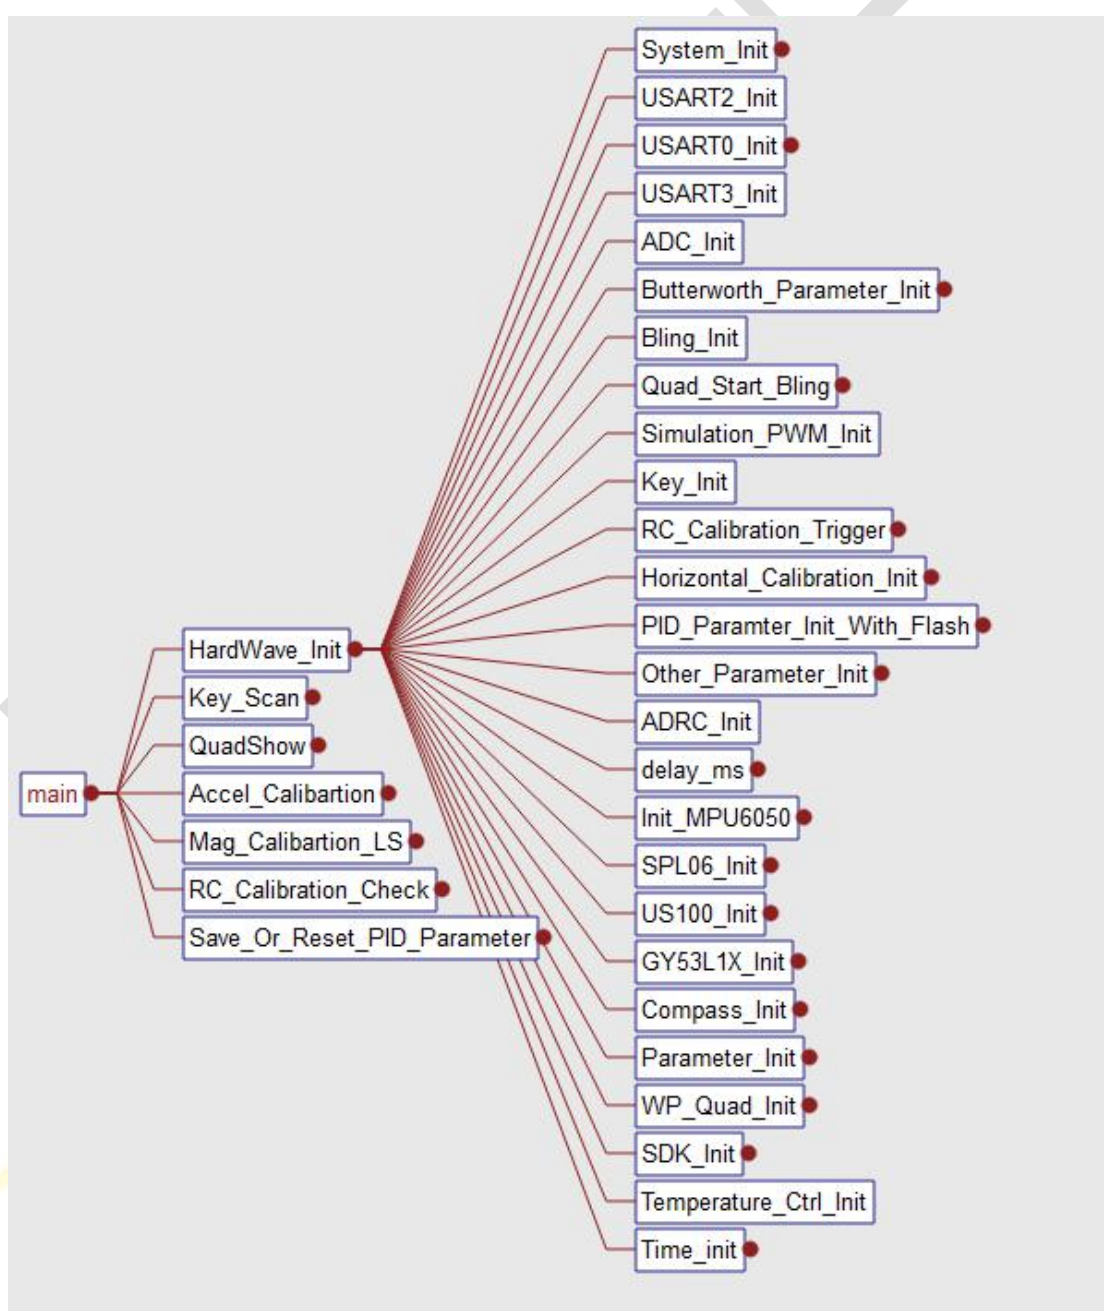 System_Init
USART2_Init
USART0_Init
USART3_Init
ADC_Init
Butterworth_Parameter_Init
Bling_Init
Quad_Start_Bling
Simulation_PWM_Init
Key_Init
RC_Calibration_Trigger
Horizontal_Calibration_Init
PID_Paramter_Init_With_Flash
Other_Parameter_Init
ADRC_Init
delay_ms
Init_MPU6050
SPL06_Init
US100_Init
GY53L1X_Init
Compass_Init
Parameter_Init
WP_Quad_Init
SDK_Init
Temperature_Ctrl_Init
Time_init
HardWave_Init
Key_Scan
QuadShow
main
Accel_Calibartion
Mag_Calibartion_LS
RC_Calibration_Check
Save_Or_Reset_PID_Parameter